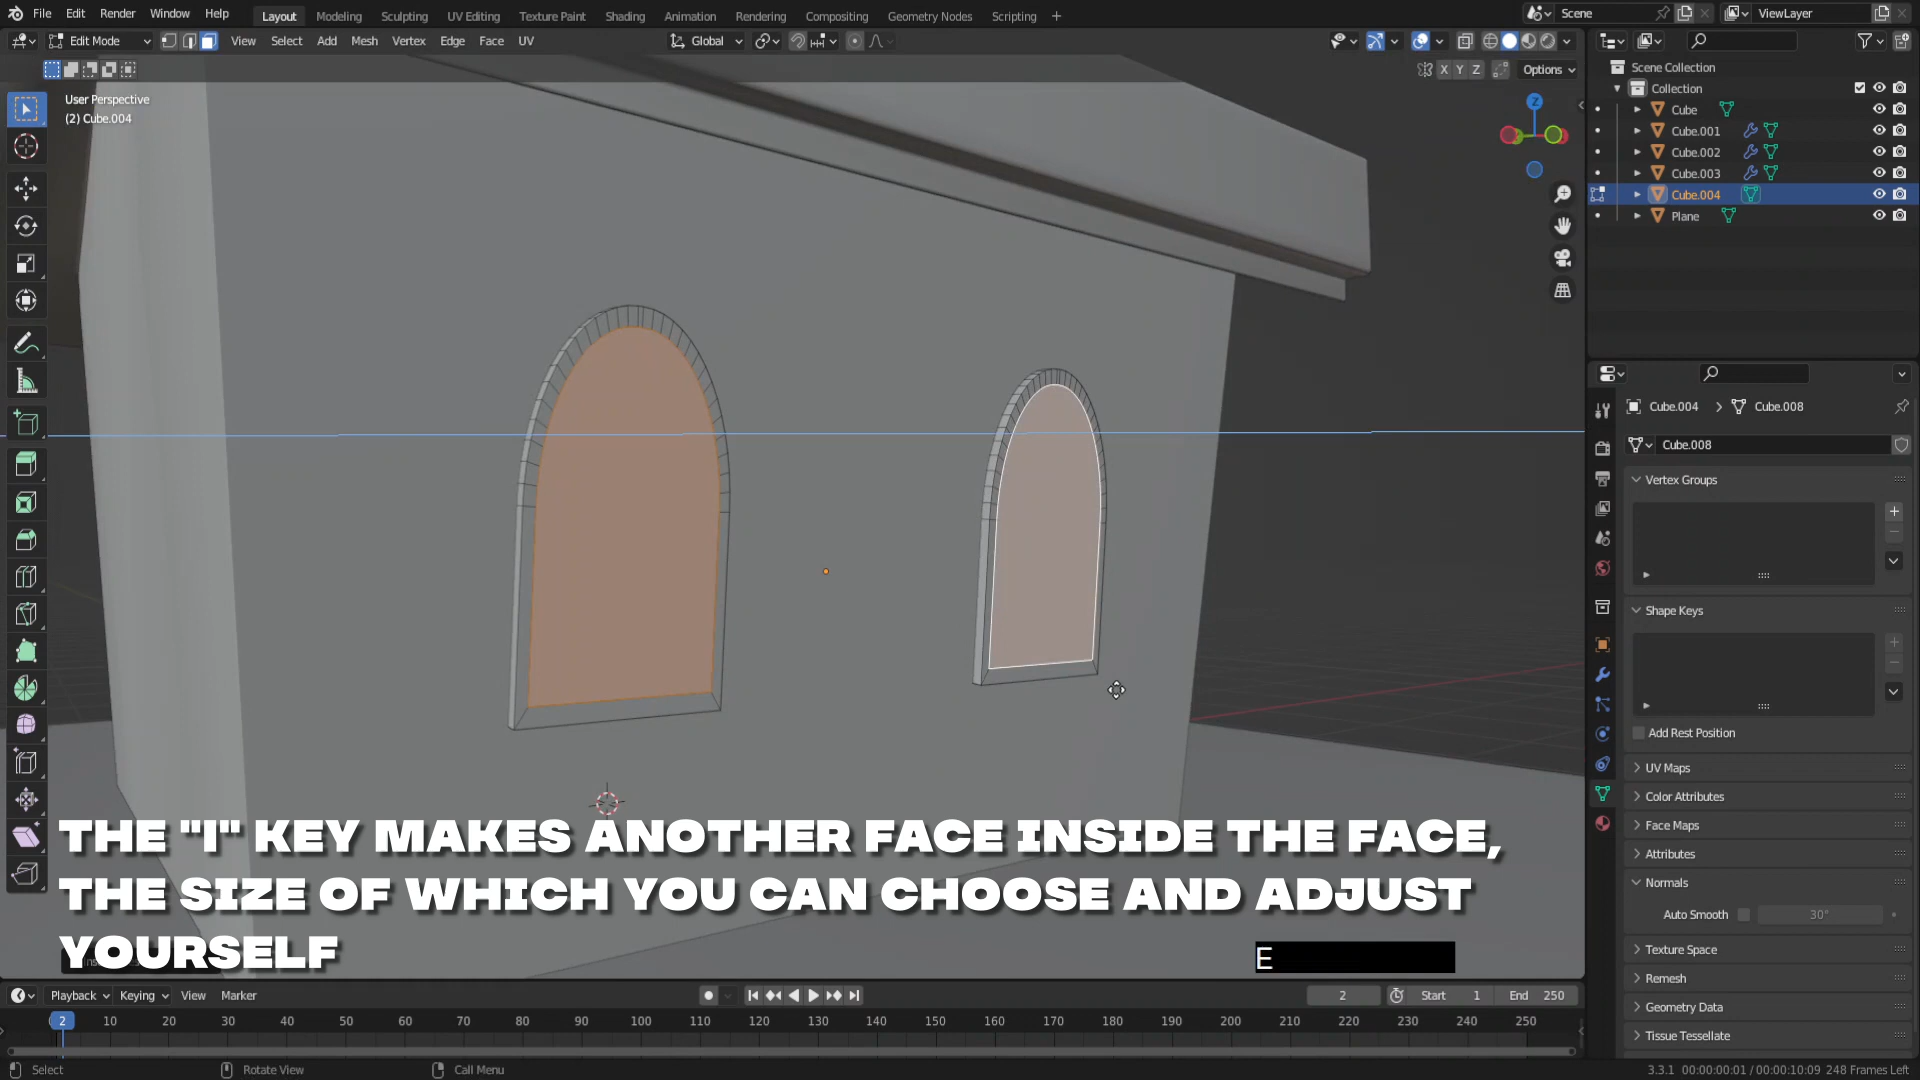 File Edit Render Window Help Layout Modeling Sculpting UV Editing Texture Paint Shading Animation Rendering Compositing Geometry Nodes Scripting + Scene ViewLayer
Edit Mode View Select Add Mesh Vertex Edge Face UV Global
X Y Z Options
User Perspective
(2) Cube.004
Z
Scene Collection
Collection
Cube
Cube.001
Cube.002
Cube.003
Cube.004
Plane
Cube.004 > Cube.008
Cube.008
Vertex Groups
Shape Keys
Add Rest Position
UV Maps
Color Attributes
Face Maps
Attributes
Normals
Auto Smooth 30°
Texture Space
Remesh
Geometry Data
Tissue Tessellate
THE "I" KEY MAKES ANOTHER FACE INSIDE THE FACE,
THE SIZE OF WHICH YOU CAN CHOOSE AND ADJUST
YOURSELF
E
Playback Keying View Marker 2 Start 1 End 250
2 10 20 30 40 50 60 70 80 90 100 110 120 130 140 150 160 170 180 190 200 210 220 230 240 250
Select Rotate View Call Menu 3.3.1 00:00:00:01 / 00:00:10:09 248 Frames Left